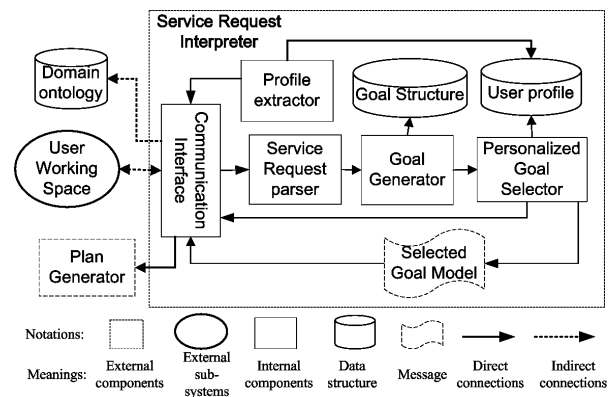 Service Request
Interpreter
Domain
ontology
Profile
extractor
Goal Structure
User profile
User
Working
Space
Communication
Interface
Service
Request
parser
Goal
Generator
Personalized
Goal
Selector
Plan
Generator
Selected
Goal Model
Notations:
Meanings:
External
components
External
sub-
systems
Internal
components
Data
structure
Message
Direct
connections
Indirect
connections